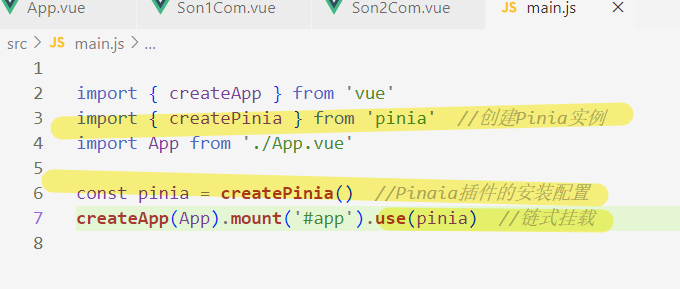 App.vue Son1Com.vue Son2Com.vue JS main.js ×
src > JS main.js > ...
1
2 import { createApp } from 'vue'
3 import { createPinia } from 'pinia' //创建Pinia实例
4 import App from './App.vue'
5
6 const pinia = createPinia() //Pinaia插件的安装配置
7 createApp(App).mount('#app').use(pinia) //链式挂载
8